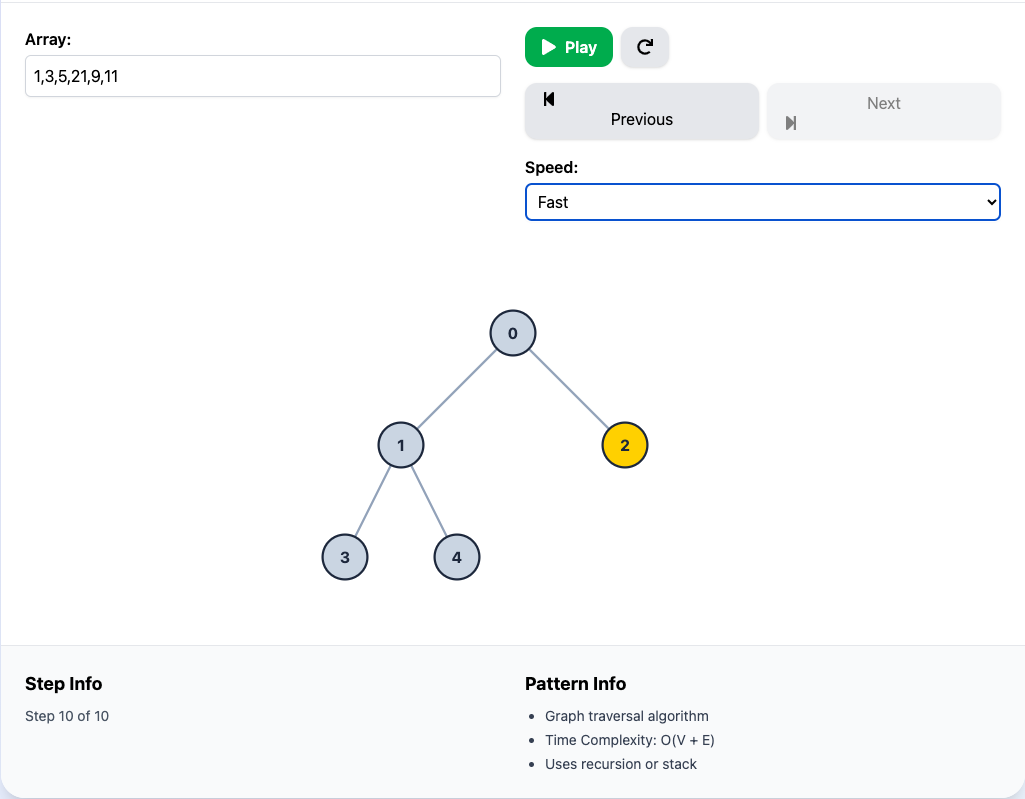 Array:
1,3,5,21,9,11
Play
Previous
Next
Speed:
Fast
0
1
2
3
4
Step Info
Step 10 of 10
Pattern Info
Graph traversal algorithm
Time Complexity: O(V + E)
Uses recursion or stack